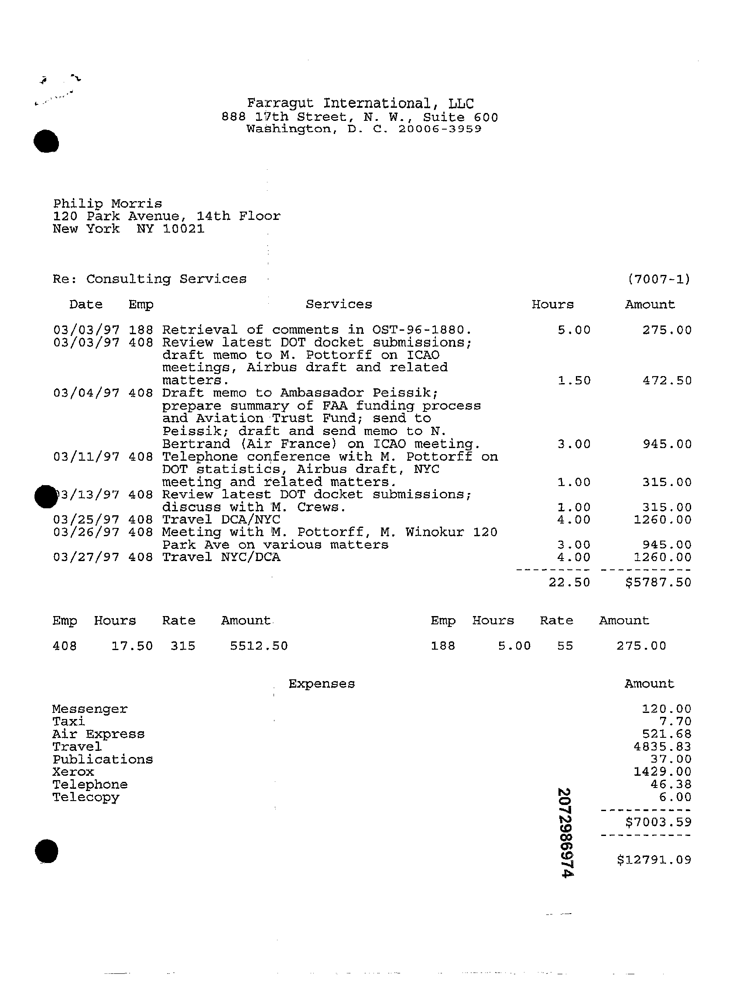 Farragut International, LLC
888 17th Street, N. W., Suite 600
Washington, D. C. 20006-3959
Philip Morris
120 Park Avenue, 14th Floor
New York NY 10021
Re: Consulting Services (7007-1)
Date Emp Services Hours Amount
03/03/97 188 Retrieval of comments in OST-96-1880. 5.00 275.00
03/03/97 408 Review latest DOT docket submissions;
draft memo to M. Pottorff on ICAO
meetings, Airbus draft and related
matters. 1.50 472.50
03/04/97 408 Draft memo to Ambassador Peissik;
prepare summary of FAA funding process
and Aviation Trust Fund; send to
Peissik; draft and send memo to N.
Bertrand (Air France) on ICAO meeting. 3.00 945.00
03/11/97 408 Telephone conference with M. Pottorff on
DOT statistics, Airbus draft, NYC
meeting and related matters. 1.00 315.00
3/13/97 408 Review latest DOT docket submissions;
discuss with M. Crews. 1.00 315.00
03/25/97 408 Travel DCA/NYC 4.00 1260.00
03/26/97 408 Meeting with M. Pottorff, M. Winokur 120
Park Ave on various matters 3.00 945.00
03/27/97 408 Travel NYC/DCA 4.00 1260.00
--------- -----------
22.50 $5787.50
Emp Hours Rate Amount Emp Hours Rate Amount
408 17.50 315 5512.50 188 5.00 55 275.00
Expenses Amount
Messenger 120.00
Taxi 7.70
Air Express 521.68
Travel 4835.83
Publications 37.00
Xerox 1429.00
Telephone 46.38
Telecopy 6.00
-----------
$7003.59
-----------
$12791.09
2072986974